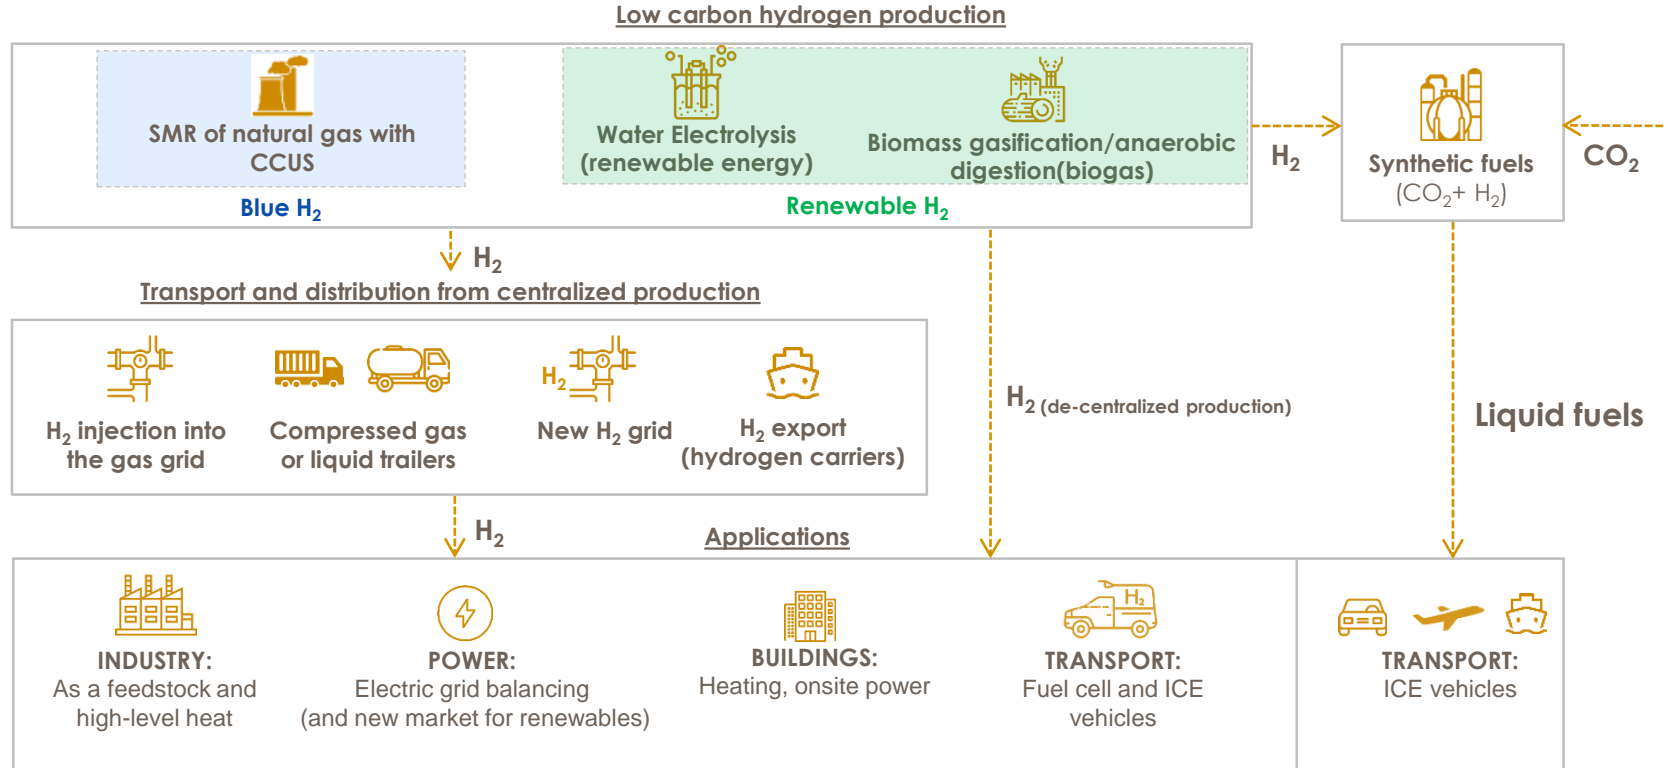 Low carbon hydrogen production
SMR of natural gas with
CCUS
Blue H₂
Water Electrolysis
(renewable energy)
Biomass gasification/anaerobic
digestion(biogas)
Renewable H₂
H₂
Synthetic fuels
(CO₂+ H₂)
CO₂
H₂
Transport and distribution from centralized production
H₂ injection into
the gas grid
Compressed gas
or liquid trailers
H₂
New H₂ grid
H₂ export
(hydrogen carriers)
H₂ (de-centralized production)
Liquid fuels
H₂
Applications
INDUSTRY:
As a feedstock and
high-level heat
POWER:
Electric grid balancing
(and new market for renewables)
BUILDINGS:
Heating, onsite power
H₂
TRANSPORT:
Fuel cell and ICE
vehicles
TRANSPORT:
ICE vehicles